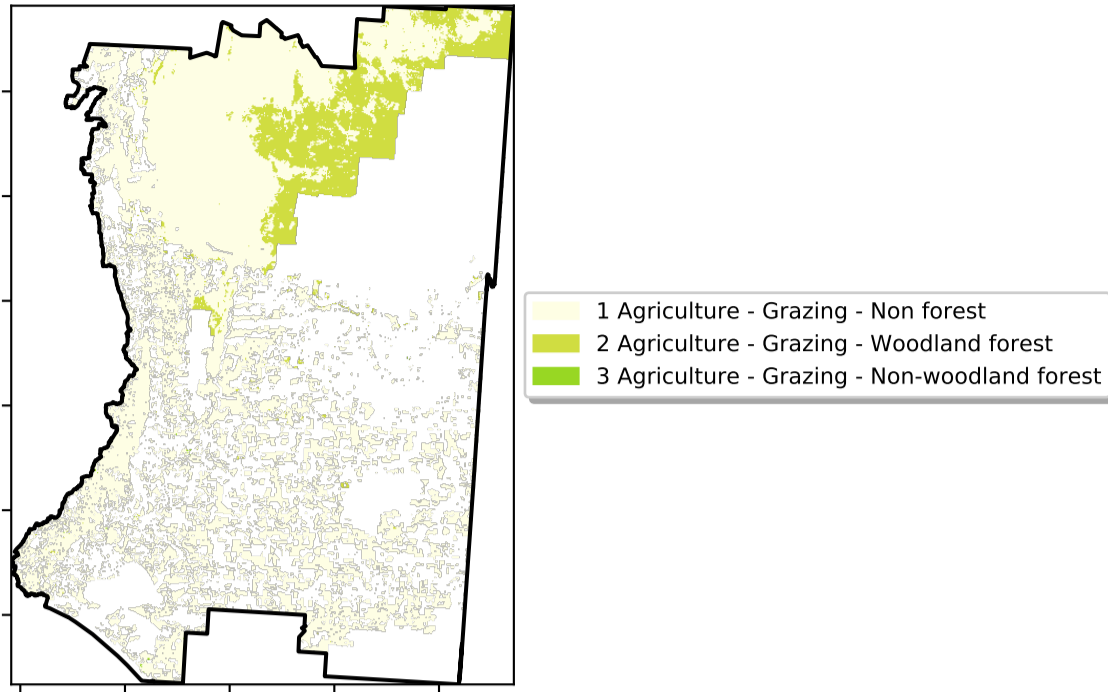 1 Agriculture - Grazing - Non forest
2 Agriculture - Grazing - Woodland forest
3 Agriculture - Grazing - Non-woodland forest